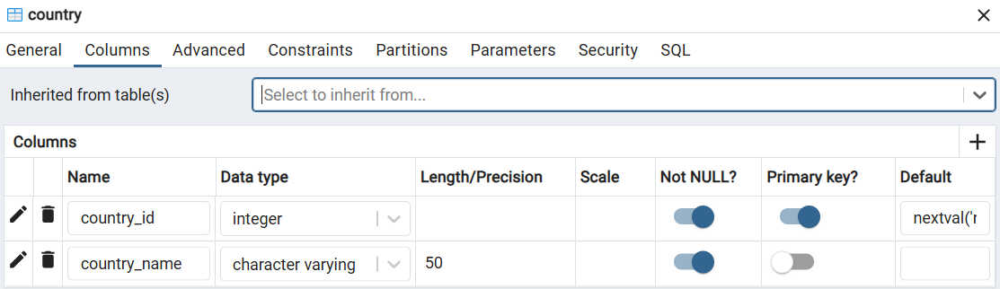 country
General Columns Advanced Constraints Partitions Parameters Security SQL
Inherited from table(s) Select to inherit from...
Columns
Name Data type Length/Precision Scale Not NULL? Primary key? Default
country_id integer nextval('r
country_name character varying 50